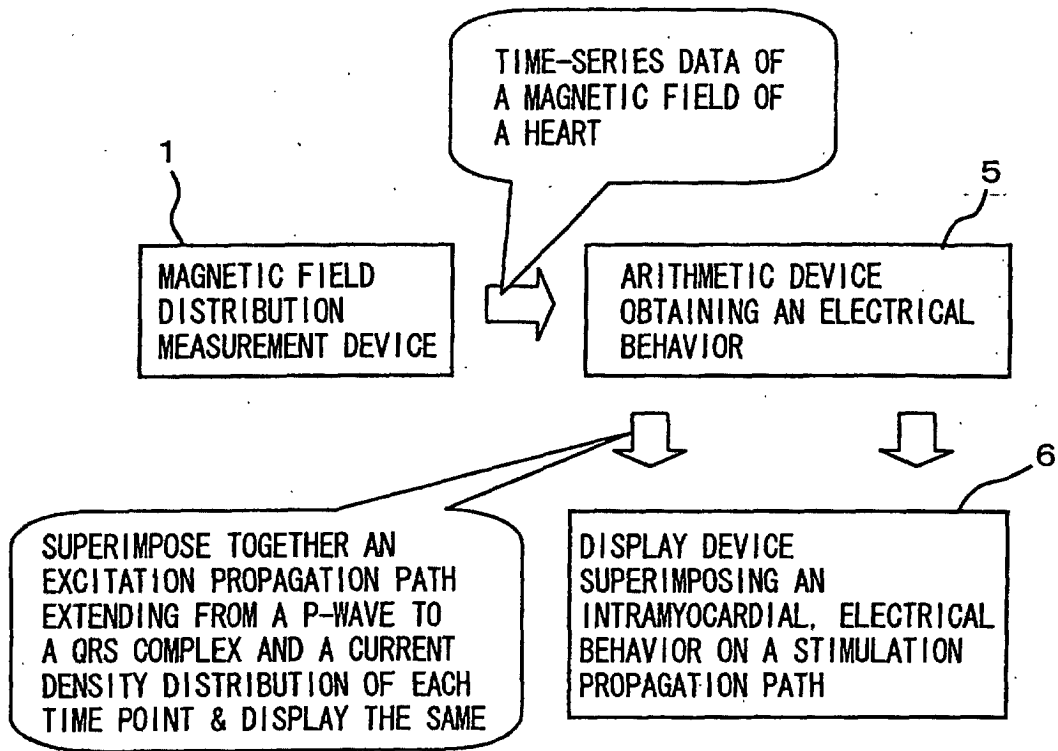 TIME-SERIES DATA OF
A MAGNETIC FIELD OF
A HEART
1
5
MAGNETIC FIELD
DISTRIBUTION
MEASUREMENT DEVICE
ARITHMETIC DEVICE
OBTAINING AN ELECTRICAL
BEHAVIOR
6
SUPERIMPOSE TOGETHER AN
EXCITATION PROPAGATION PATH
EXTENDING FROM A P-WAVE TO
A QRS COMPLEX AND A CURRENT
DENSITY DISTRIBUTION OF EACH
TIME POINT & DISPLAY THE SAME
DISPLAY DEVICE
SUPERIMPOSING AN
INTRAMYOCARDIAL, ELECTRICAL
BEHAVIOR ON A STIMULATION
PROPAGATION PATH